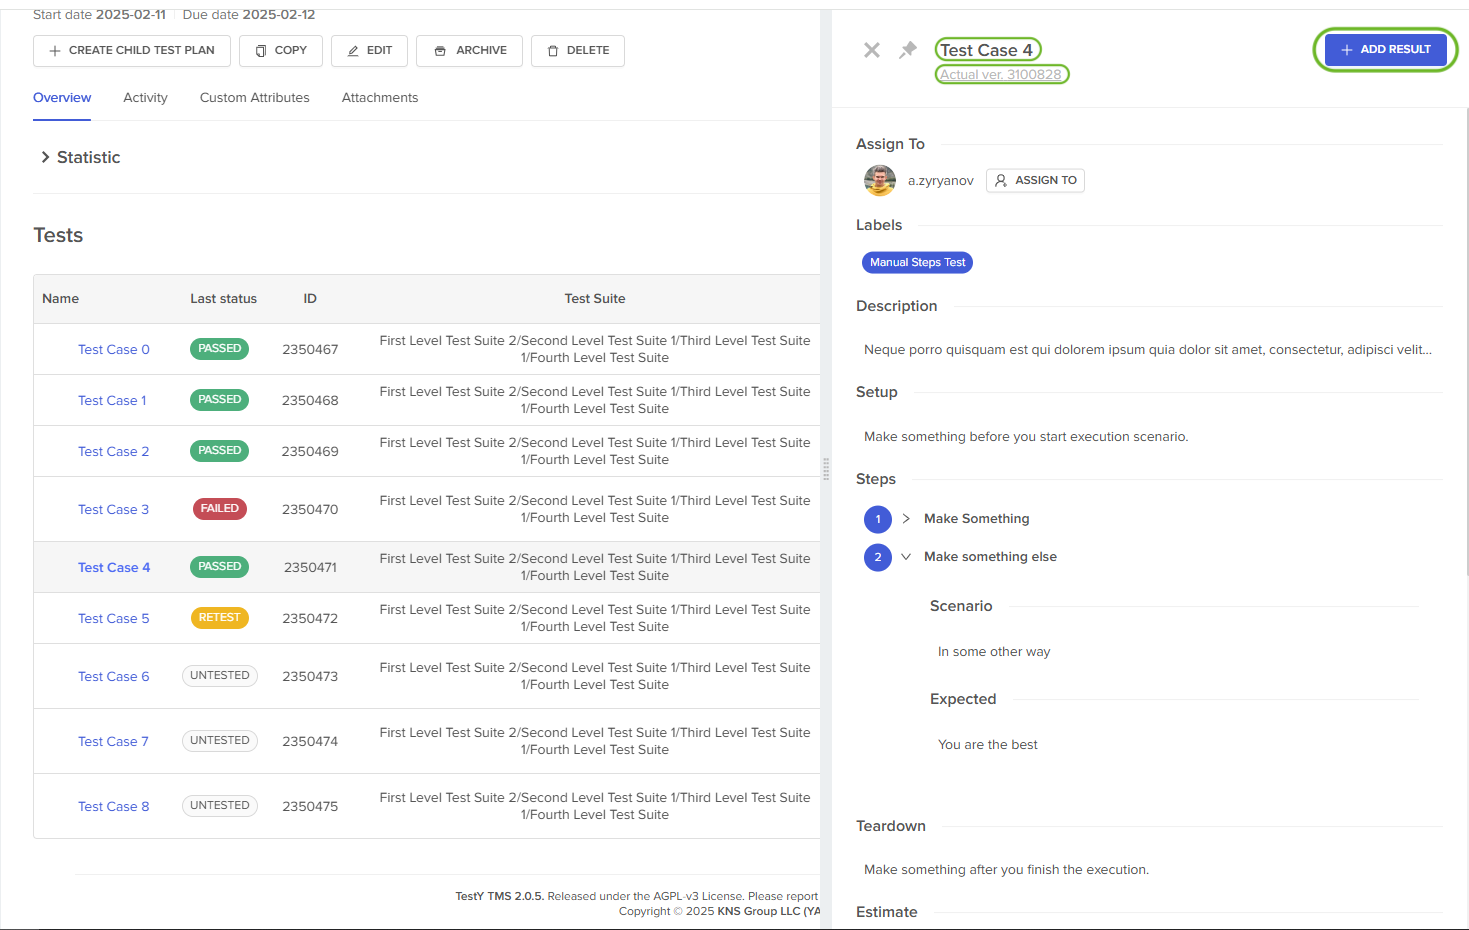 Start date 2025-02-11 Due date 2025-02-12
CREATE CHILD TEST PLAN COPY EDIT ARCHIVE DELETE
Overview Activity Custom Attributes Attachments
Statistic
Tests
Name Last status ID Test Suite
Test Case 0 PASSED 2350467 First Level Test Suite 2/Second Level Test Suite 1/Third Level Test Suite
1/Fourth Level Test Suite
Test Case 1 PASSED 2350468 First Level Test Suite 2/Second Level Test Suite 1/Third Level Test Suite
1/Fourth Level Test Suite
Test Case 2 PASSED 2350469 First Level Test Suite 2/Second Level Test Suite 1/Third Level Test Suite
1/Fourth Level Test Suite
Test Case 3 FAILED 2350470 First Level Test Suite 2/Second Level Test Suite 1/Third Level Test Suite
1/Fourth Level Test Suite
Test Case 4 PASSED 2350471 First Level Test Suite 2/Second Level Test Suite 1/Third Level Test Suite
1/Fourth Level Test Suite
Test Case 5 RETEST 2350472 First Level Test Suite 2/Second Level Test Suite 1/Third Level Test Suite
1/Fourth Level Test Suite
Test Case 6 UNTESTED 2350473 First Level Test Suite 2/Second Level Test Suite 1/Third Level Test Suite
1/Fourth Level Test Suite
Test Case 7 UNTESTED 2350474 First Level Test Suite 2/Second Level Test Suite 1/Third Level Test Suite
1/Fourth Level Test Suite
Test Case 8 UNTESTED 2350475 First Level Test Suite 2/Second Level Test Suite 1/Third Level Test Suite
1/Fourth Level Test Suite
TestY TMS 2.0.5. Released under the AGPL-v3 License. Please report
Copyright © 2025 KNS Group LLC (YA
Test Case 4
Actual ver. 3100828
ADD RESULT
Assign To
a.zyryanov ASSIGN TO
Labels
Manual Steps Test
Description
Neque porro quisquam est qui dolorem ipsum quia dolor sit amet, consectetur, adipisci velit...
Setup
Make something before you start execution scenario.
Steps
1 Make Something
2 Make something else
Scenario
In some other way
Expected
You are the best
Teardown
Make something after you finish the execution.
Estimate